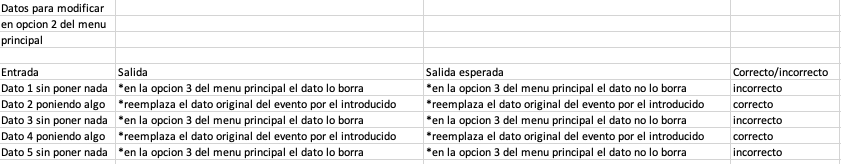 Datos para modificar
en opcion 2 del menu
principal
Entrada Salida Salida esperada Correcto/incorrecto
Dato 1 sin poner nada *en la opcion 3 del menu principal el dato lo borra *en la opcion 3 del menu principal el dato no lo borra incorrecto
Dato 2 poniendo algo *reemplaza el dato original del evento por el introducido *reemplaza el dato original del evento por el introducido correcto
Dato 3 sin poner nada *en la opcion 3 del menu principal el dato lo borra *en la opcion 3 del menu principal el dato no lo borra incorrecto
Dato 4 poniendo algo *reemplaza el dato original del evento por el introducido *reemplaza el dato original del evento por el introducido correcto
Dato 5 sin poner nada *en la opcion 3 del menu principal el dato lo borra *en la opcion 3 del menu principal el dato no lo borra incorrecto